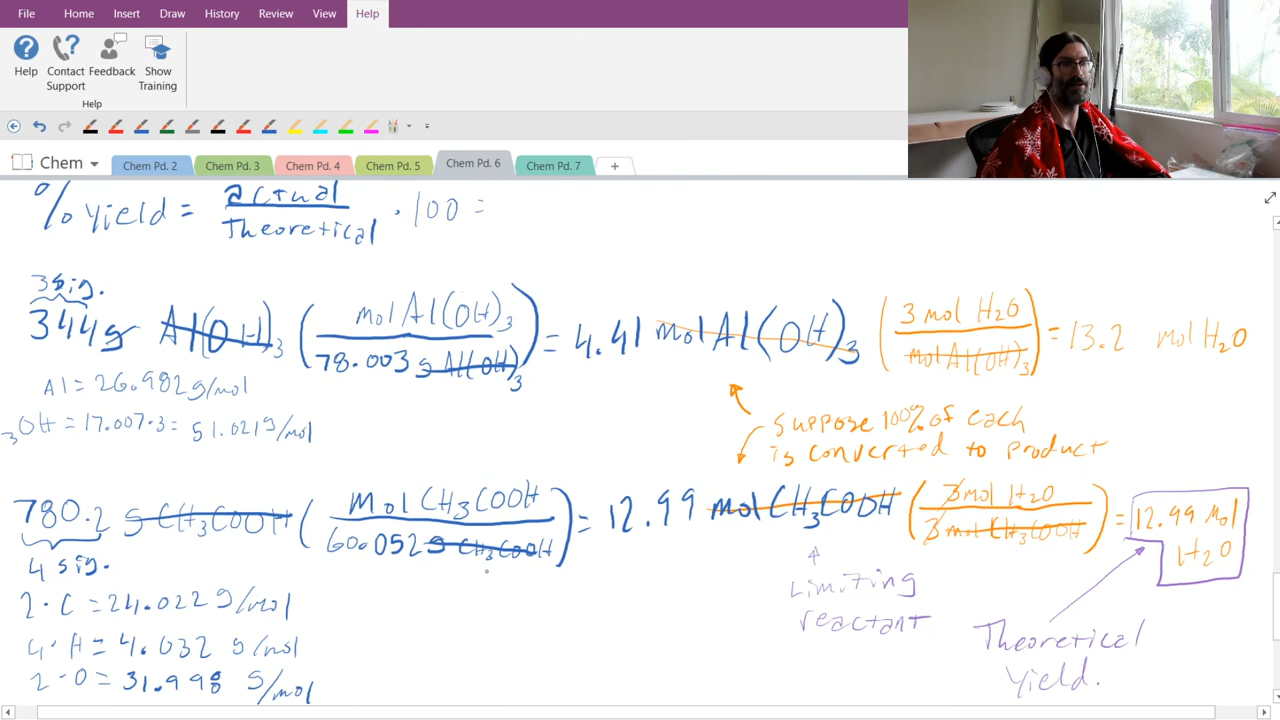 File Home Insert Draw History Review View Help
Help Contact Support Feedback Show Training
Help
Chem Chem Pd. 2 Chem Pd. 3 Chem Pd. 4 Chem Pd. 5 Chem Pd. 6 Chem Pd. 7 +
% Yield = actual / Theoretical · 100 =
3 sig.
344 g Al(OH)3 ( mol Al(OH)3 / 78.003 g Al(OH)3 ) = 4.41 mol Al(OH)3 ( 3 mol H2O / mol Al(OH)3 ) = 13.2 mol H2O
Al = 26.982 g/mol
3 OH = 17.007·3 = 51.021 g/mol
Suppose 100% of each
is converted to product
780.2 g CH3COOH ( Mol CH3COOH / 60.052 g CH3COOH ) = 12.99 mol CH3COOH ( 3 mol H2O / 3 mol CH3COOH ) = 12.99 Mol
H2O
4 sig.
Limiting
reactant
2·C = 24.022 g/mol
4·H = 4.032 g/mol
2·O = 31.998 g/mol
Theoretical
Yield.